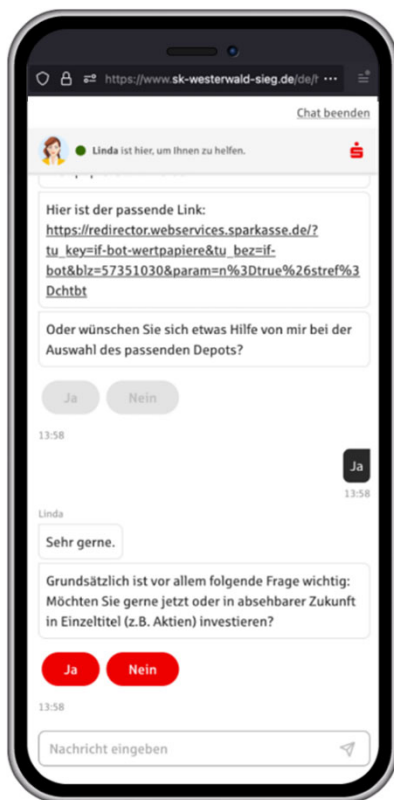 https://www.sk-westerwald-sieg.de/de/h
Chat beenden
Linda ist hier, um Ihnen zu helfen.
Hier ist der passende Link:
https://redirector.webservices.sparkasse.de/?
tu_key=if-bot-wertpapiere&tu_bez=if-
bot&blz=57351030&param=n%3Dtrue%26stref%3
Dchtbt
Oder wünschen Sie sich etwas Hilfe von mir bei der
Auswahl des passenden Depots?
Ja Nein
13:58
Ja
13:58
Linda
Sehr gerne.
Grundsätzlich ist vor allem folgende Frage wichtig:
Möchten Sie gerne jetzt oder in absehbarer Zukunft
in Einzeltitel (z.B. Aktien) investieren?
Ja Nein
13:58
Nachricht eingeben